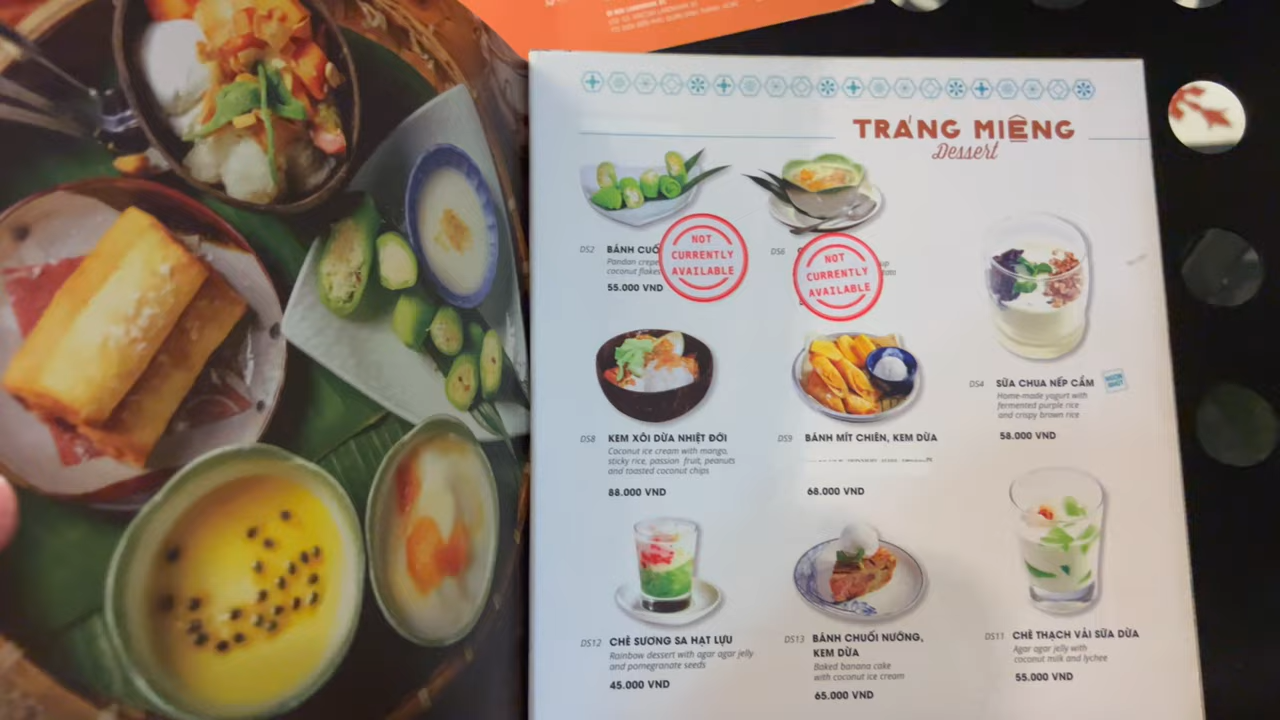 TRÁNG MIỆNG
Dessert
DS2 BÁNH CUỐ
Pandan crepe
coconut flakes
55.000 VND
NOT
CURRENTLY
AVAILABLE
DS6
NOT
CURRENTLY
AVAILABLE
DS4 SỮA CHUA NẾP CẨM
Home-made yogurt with
fermented purple rice
and crispy brown rice
58.000 VND
DS8 KEM XÔI DỪA NHIỆT ĐỚI
Coconut ice cream with mango,
sticky rice, passion fruit, peanuts
and toasted coconut chips
88.000 VND
DS9 BÁNH MÍT CHIÊN, KEM DỪA
68.000 VND
DS12 CHÈ SƯƠNG SA HẠT LỰU
Rainbow dessert with agar agar jelly
and pomegranate seeds
45.000 VND
DS13 BÁNH CHUỐI NƯỚNG,
KEM DỪA
Baked banana cake
with coconut ice cream
65.000 VND
DS11 CHÈ THẠCH VẢI SỮA DỪA
Agar agar jelly with
coconut milk and lychee
55.000 VND